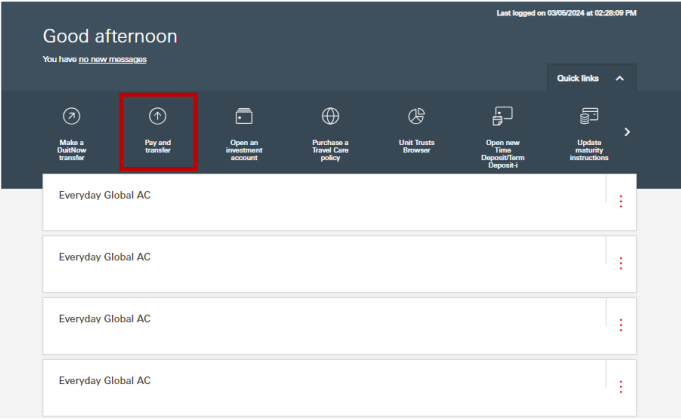 Last logged on 03/05/2024 at 02:28:09 PM
Good afternoon
You have no new messages
Quick links
Make a
DuitNow
transfer
Pay and
transfer
Open an
investment
account
Purchase a
Travel Care
policy
Unit Trusts
Browser
Open new
Time
Deposit/Term
Deposit-i
Update
maturity
instructions
Everyday Global AC
Everyday Global AC
Everyday Global AC
Everyday Global AC